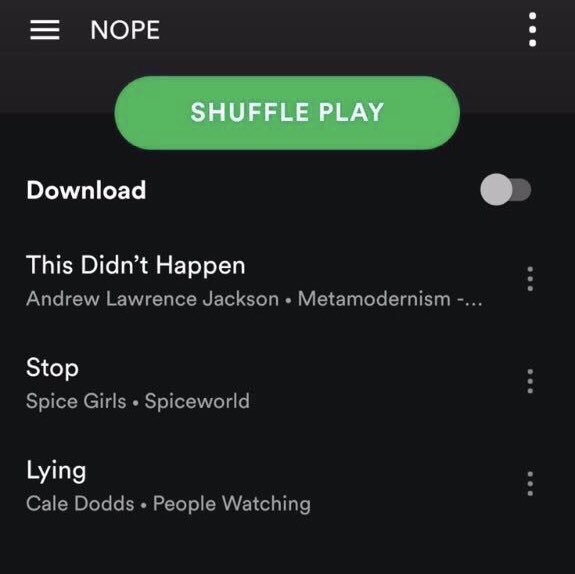 NOPE
SHUFFLE PLAY
Download
This Didn't Happen
Andrew Lawrence Jackson • Metamodernism -...
Stop
Spice Girls • Spiceworld
Lying
Cale Dodds • People Watching